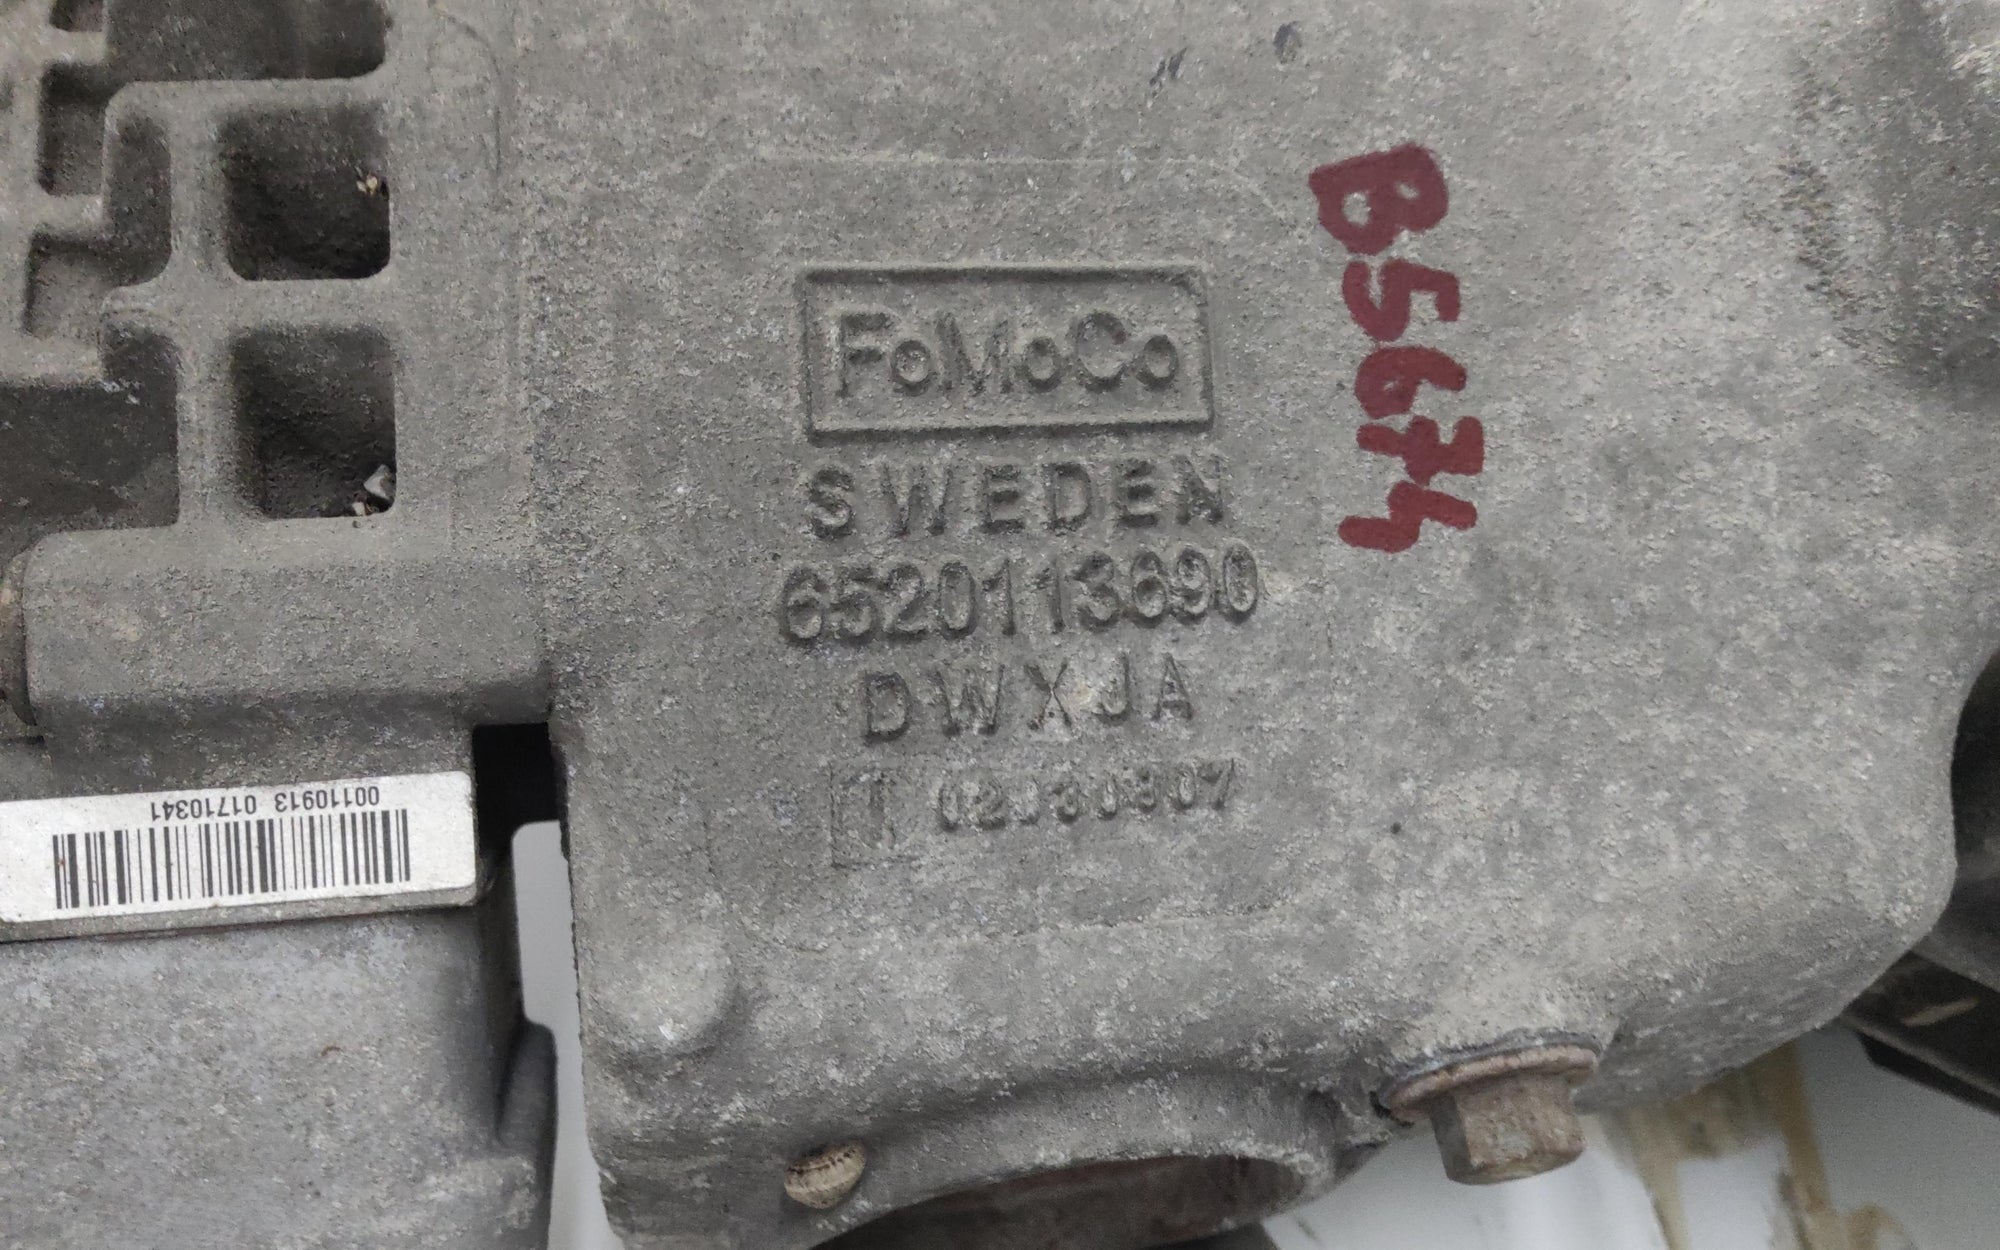 FoMoCo
SWEDEN
6520113690
DWXJA
B5674
00110913 01710341